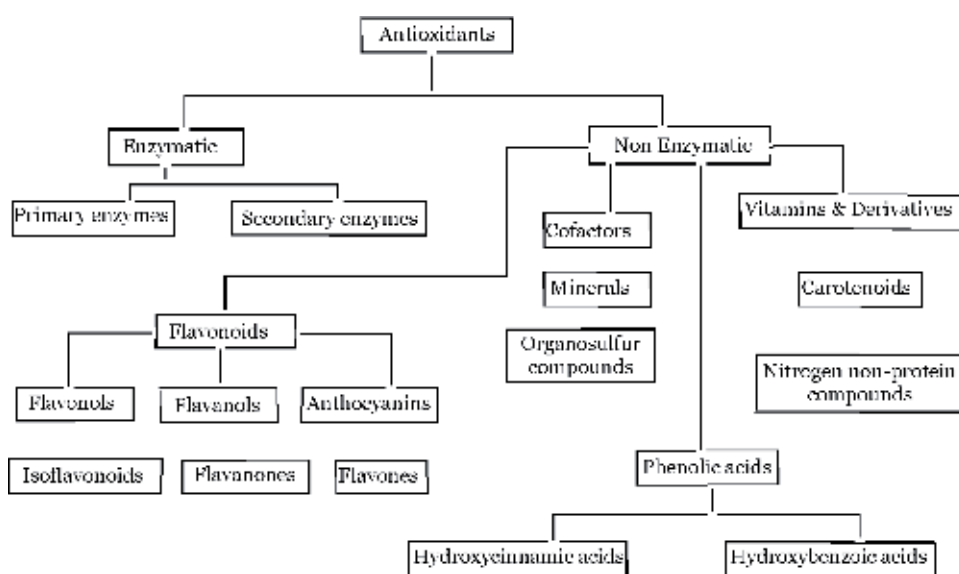 Antioxidants
Enzymatic
Non Enzymatic
Primary enzymes
Secondary enzymes
Cofactors
Vitamins & Derivatives
Minerals
Carotenoids
Flavonoids
Organosulfur
compounds
Nitrogen non-protein
compounds
Flavonols
Flavanols
Anthocyanins
Isoflavonoids
Flavanones
Flavones
Phenolic acids
Hydroxycinnamic acids
Hydroxybenzoic acids